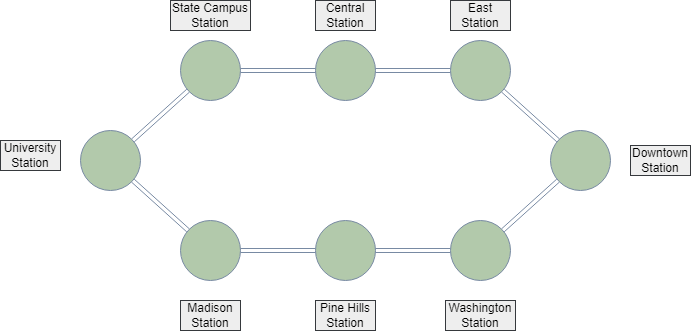 State Campus
Station
Central
Station
East
Station
University
Station
Downtown
Station
Madison
Station
Pine Hills
Station
Washington
Station